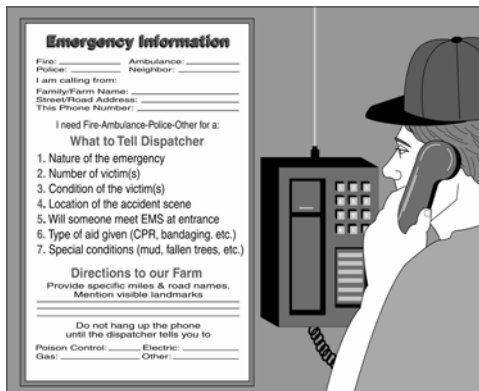 Emergency Information
Fire: Ambulance:
Police: Neighbor:
I am calling from:
Family/Farm Name:
Street/Road Address:
This Phone Number:
I need Fire-Ambulance-Police-Other for a:
What to Tell Dispatcher
1. Nature of the emergency
2. Number of victim(s)
3. Condition of the victim(s)
4. Location of the accident scene
5. Will someone meet EMS at entrance
6. Type of aid given (CPR, bandaging. etc.)
7. Special conditions (mud, fallen trees, etc.)
Directions to our Farm
Provide specific miles & road names.
Mention visible landmarks
Do not hang up the phone
until the dispatcher tells you to
Poison Control: Electric:
Gas: Other: